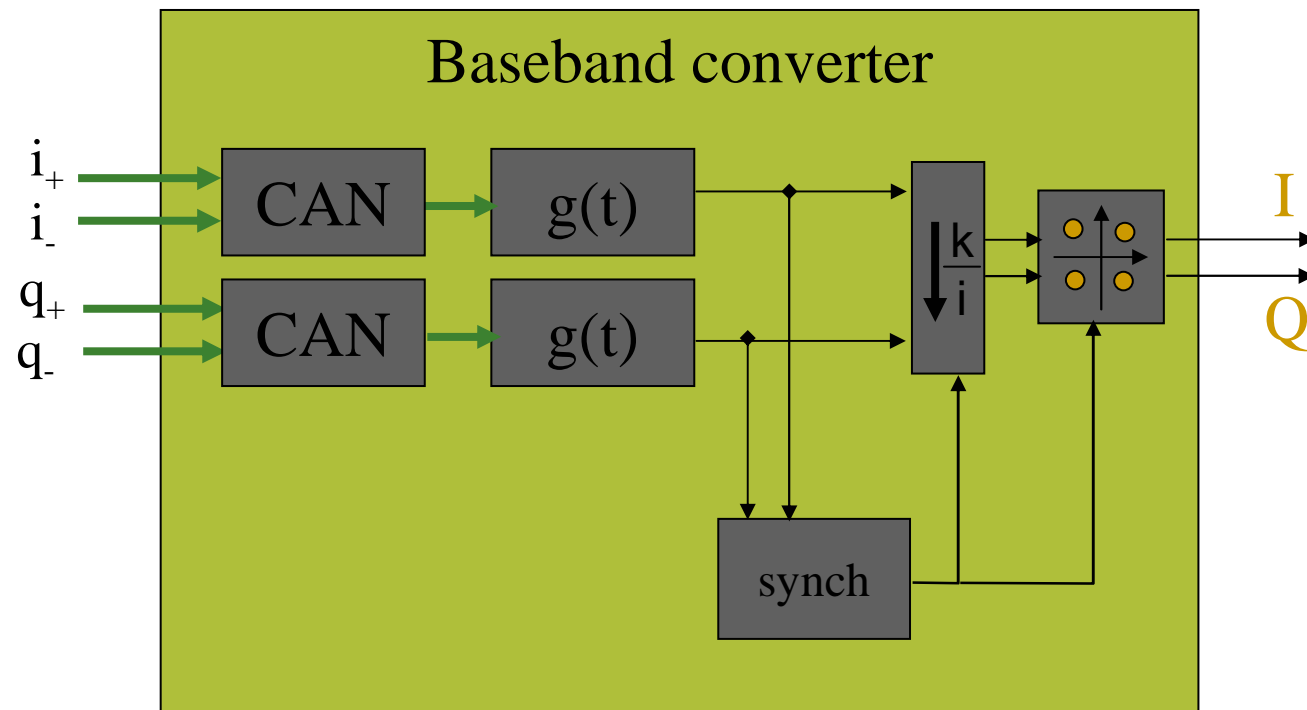 Baseband converter
i+
i-
q+
q-
CAN
g(t)
CAN
g(t)
k
i
synch
I
Q